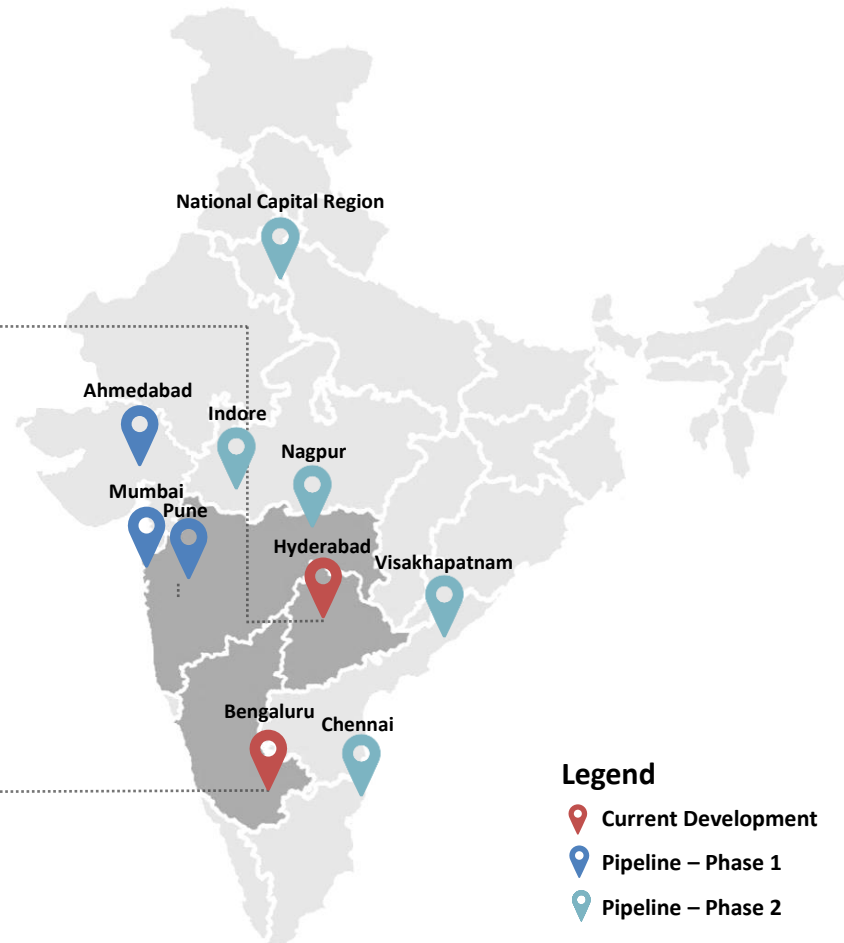 National Capital Region
Ahmedabad
Indore
Nagpur
Mumbai
Pune
Hyderabad
Visakhapatnam
Bengaluru
Chennai
Legend
Current Development
Pipeline – Phase 1
Pipeline – Phase 2